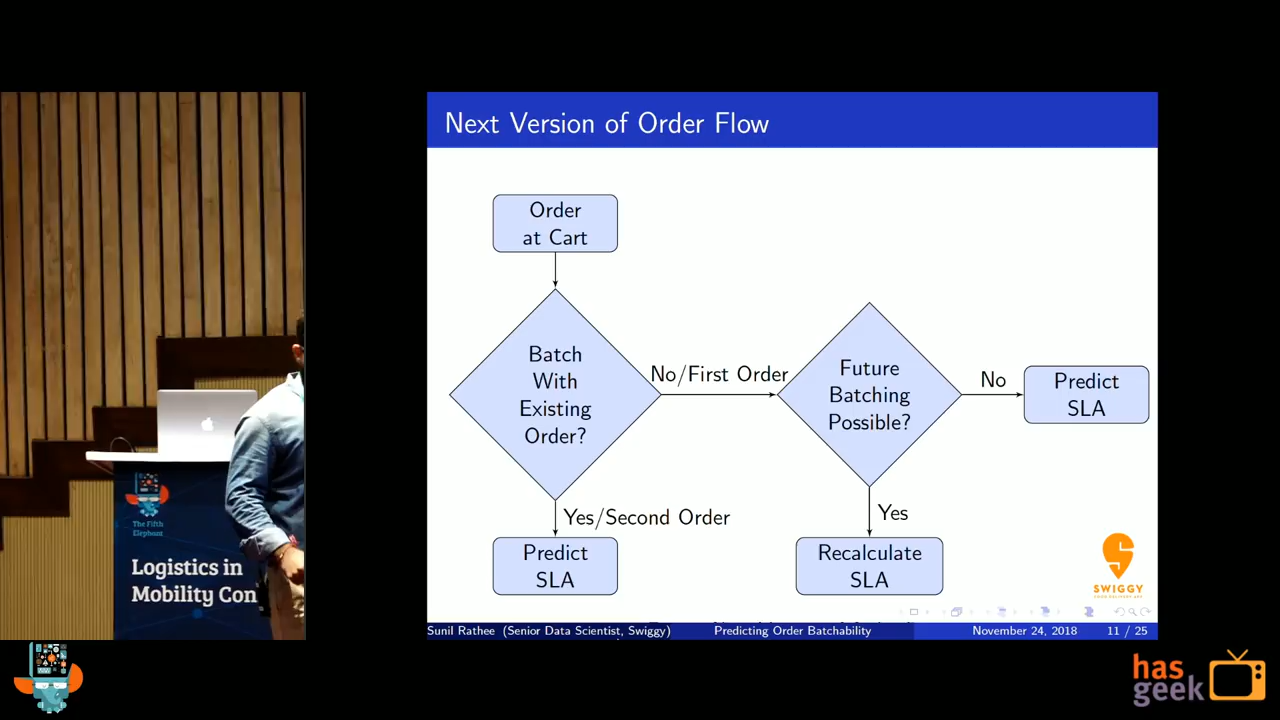 Next Version of Order Flow
Order
at Cart
Batch
With
Existing
Order?
No/First Order
Future
Batching
Possible?
No
Predict
SLA
Yes/Second Order
Yes
Predict
SLA
Recalculate
SLA
SWIGGY
Sunil Rathee (Senior Data Scientist, Swiggy)
Predicting Order Batchability
November 24, 2018
11 / 25
The Fifth
Elephant
Logistics in
Mobility Con
has
geek